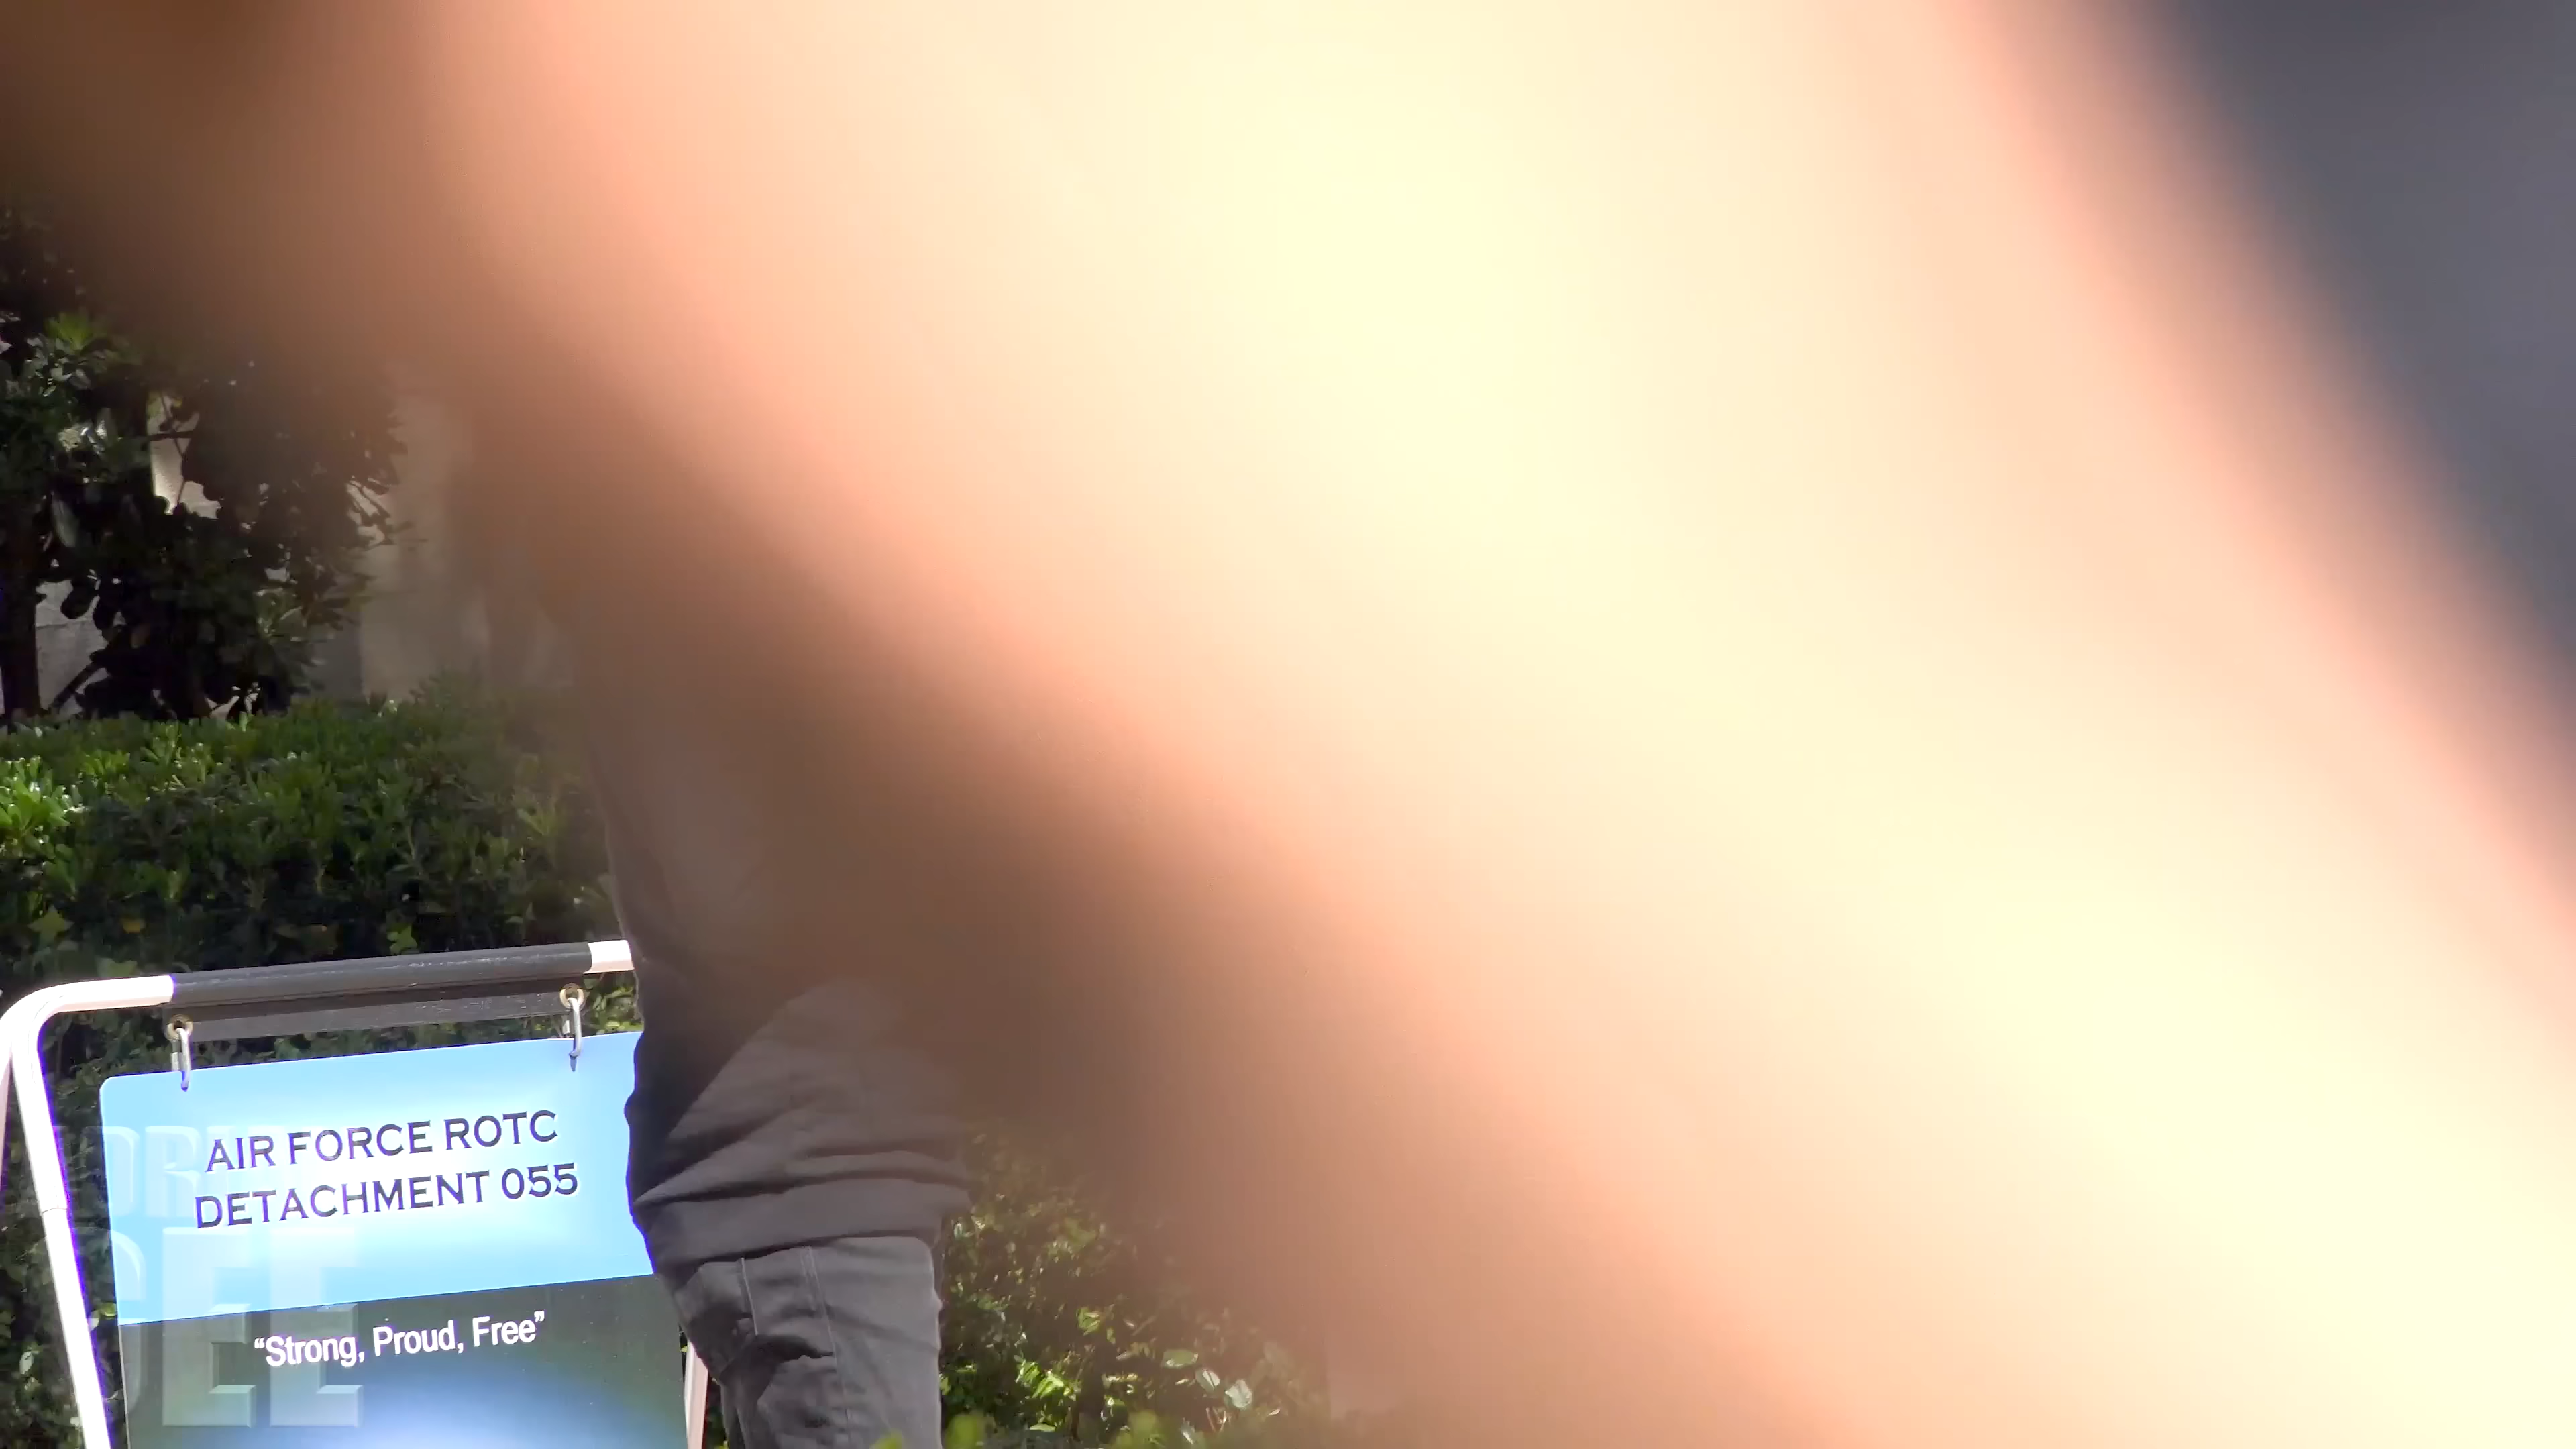 AIR FORCE ROTC
DETACHMENT 055
“Strong, Proud, Free”